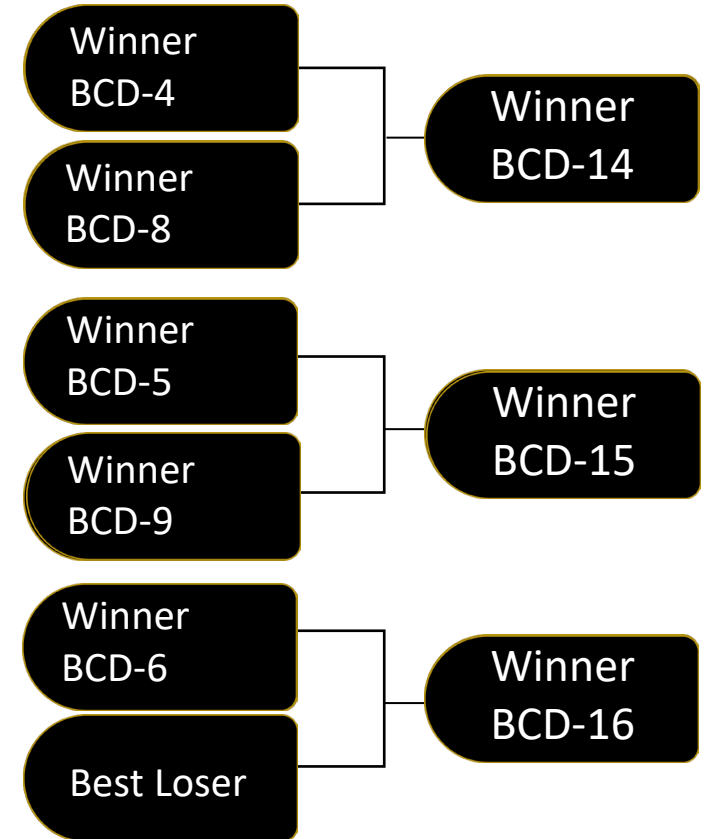 Winner
BCD-4
Winner
BCD-14
Winner
BCD-8
Winner
BCD-5
Winner
BCD-15
Winner
BCD-9
Winner
BCD-6
Winner
BCD-16
Best Loser